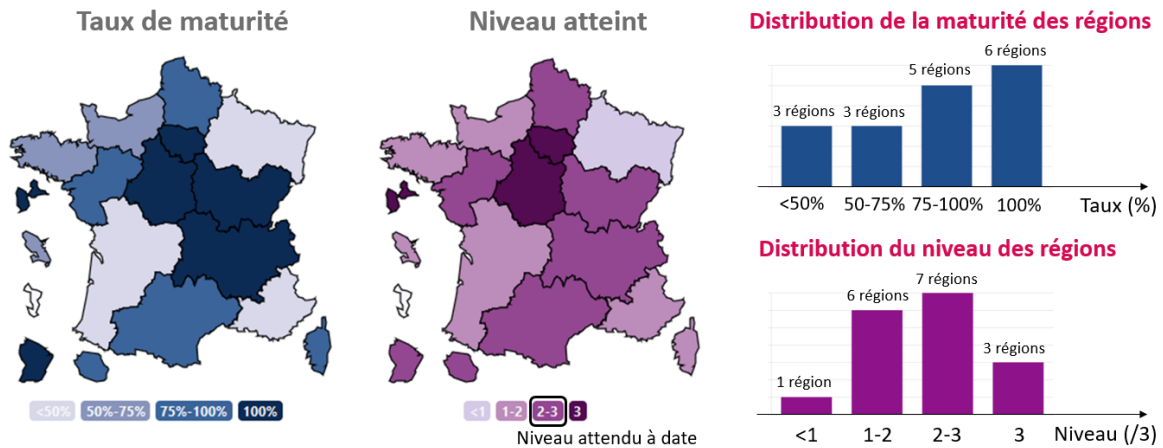 Taux de maturité
<50%
50%-75%
75%-100%
100%
Niveau atteint
<1
1-2
2-3
3
Niveau attendu à date
Distribution de la maturité des régions
3 régions
3 régions
5 régions
6 régions
<50%
50-75%
75-100%
100%
Taux (%)
Distribution du niveau des régions
1 région
6 régions
7 régions
3 régions
<1
1-2
2-3
3
Niveau (/3)